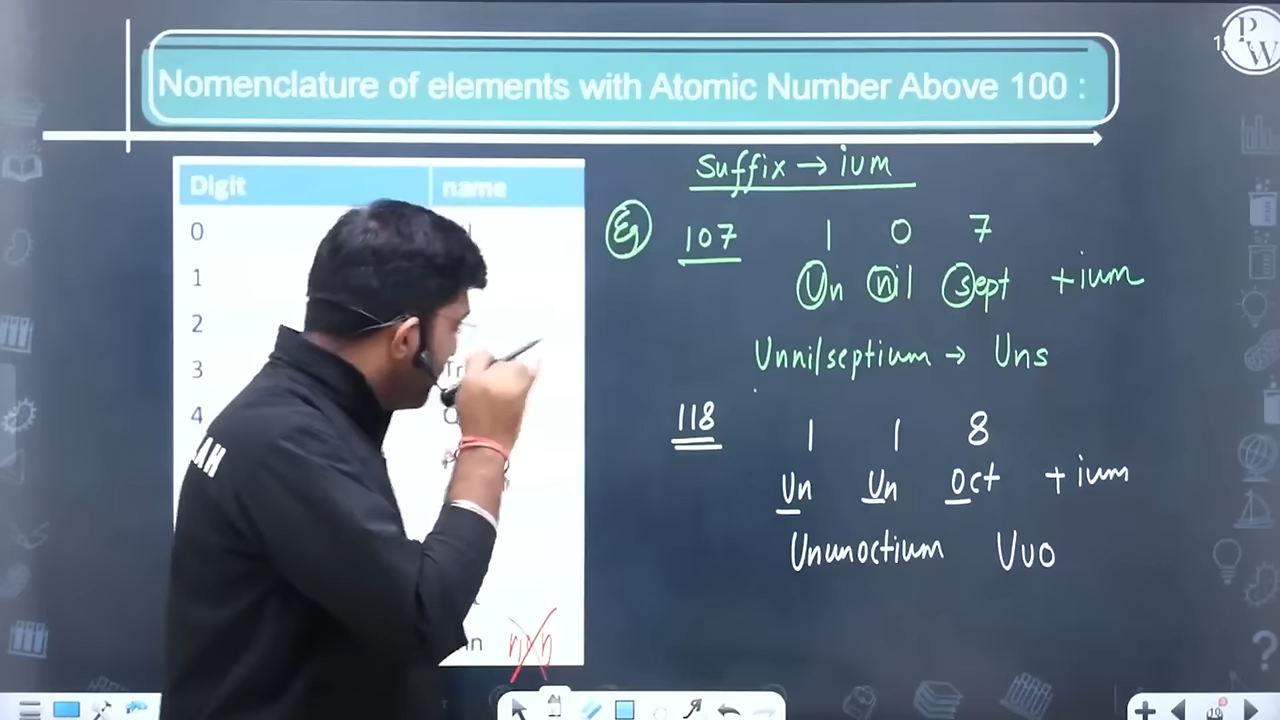 PW
Nomenclature of elements with Atomic Number Above 100 :
Digit name
0
1
2
3 Tr
4 Q
Suffix → ium
Eg 107 1 0 7
Un nil sept + ium
Unnilseptium → Uns
118 1 1 8
Un Un Oct + ium
Ununoctium Uuo